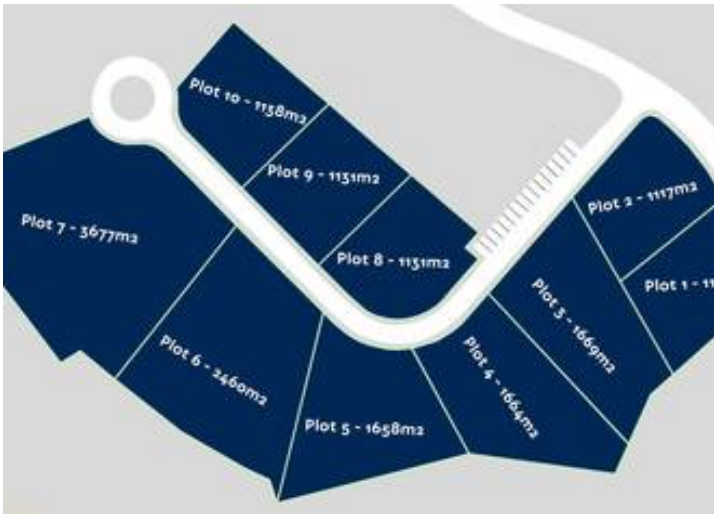 Plot 10 - 1138m2
Plot 9 - 1131m2
Plot 2 - 1117m2
Plot 7 - 3677m2
Plot 8 - 1131m2
Plot 1 - 11
Plot 3 - 1669m2
Plot 6 - 2460m2
Plot 4 - 1664m2
Plot 5 - 1658m2